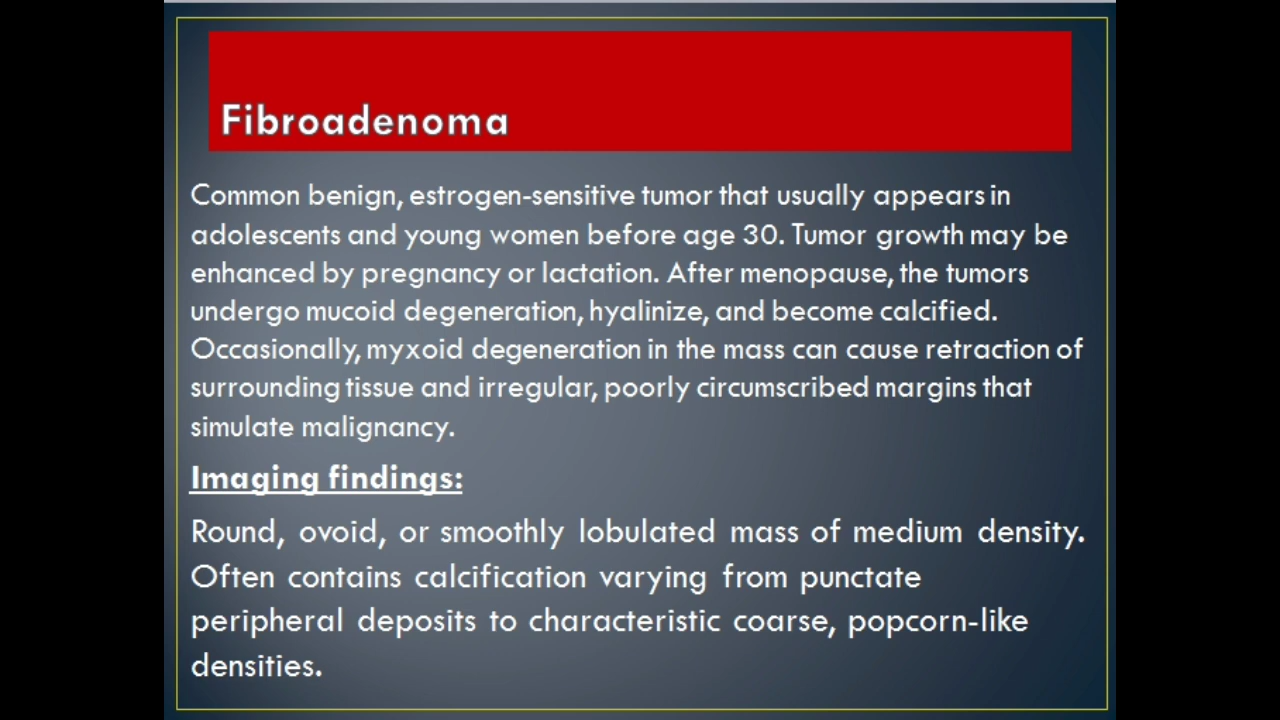 Fibroadenoma
Common benign, estrogen-sensitive tumor that usually appears in
adolescents and young women before age 30. Tumor growth may be
enhanced by pregnancy or lactation. After menopause, the tumors
undergo mucoid degeneration, hyalinize, and become calcified.
Occasionally, myxoid degeneration in the mass can cause retraction of
surrounding tissue and irregular, poorly circumscribed margins that
simulate malignancy.
Imaging findings:
Round, ovoid, or smoothly lobulated mass of medium density.
Often contains calcification varying from punctate
peripheral deposits to characteristic coarse, popcorn-like
densities.